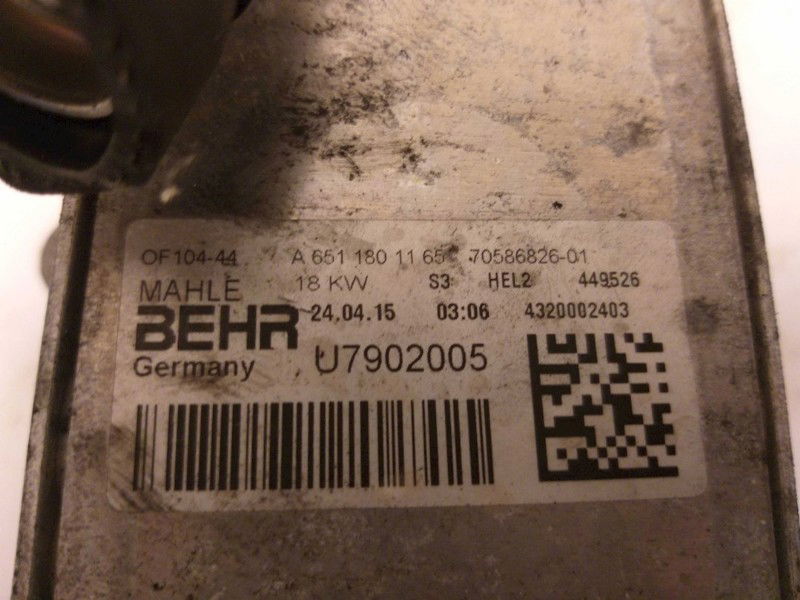 OF104-44 A 651 180 11 65 70586826-01
MAHLE 18 KW S3 HEL2 449526
BEHR 24.04.15 03:06 4320002403
Germany U7902005